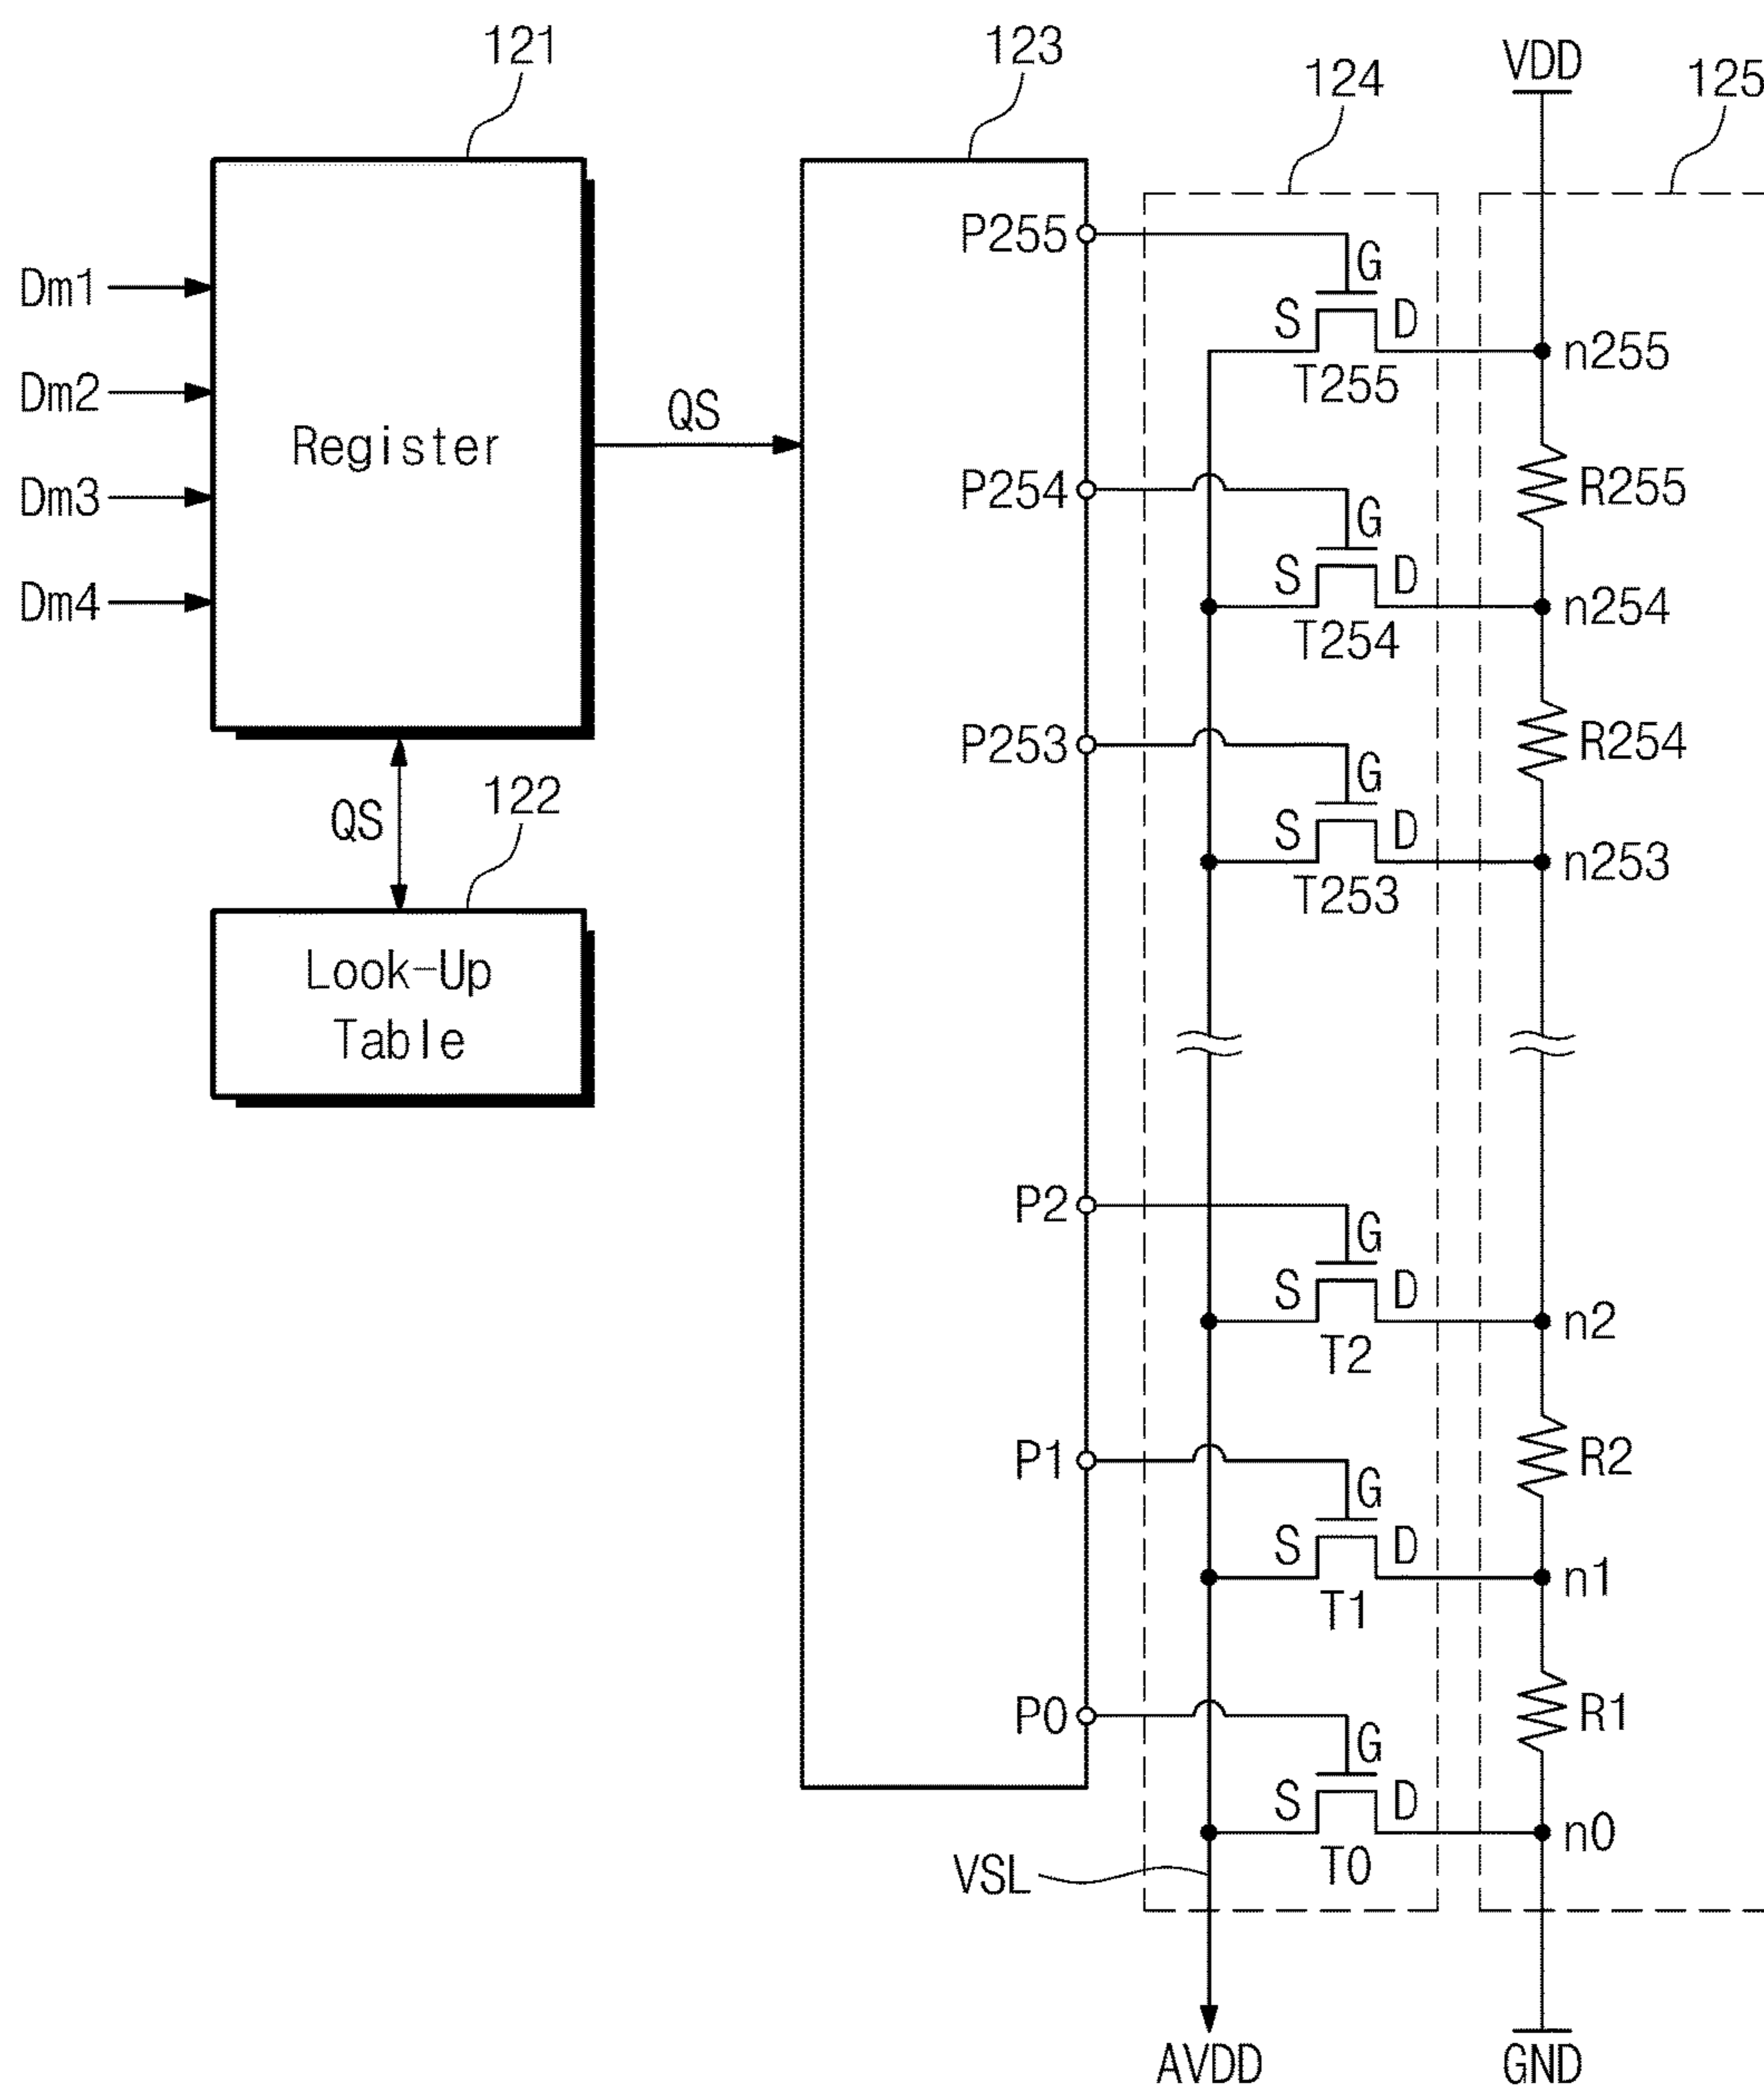 121
123
124
VDD
125
P255
G
S
D
T255
n255
Dm1
Dm2
Dm3
Dm4
Register
QS
P254
G
S
D
T254
n254
R255
P253
G
S
D
T253
n253
R254
QS
122
Look-Up
Table
P2
G
S
D
T2
n2
P1
G
S
D
T1
n1
R2
P0
G
S
D
T0
n0
R1
VSL
AVDD
GND